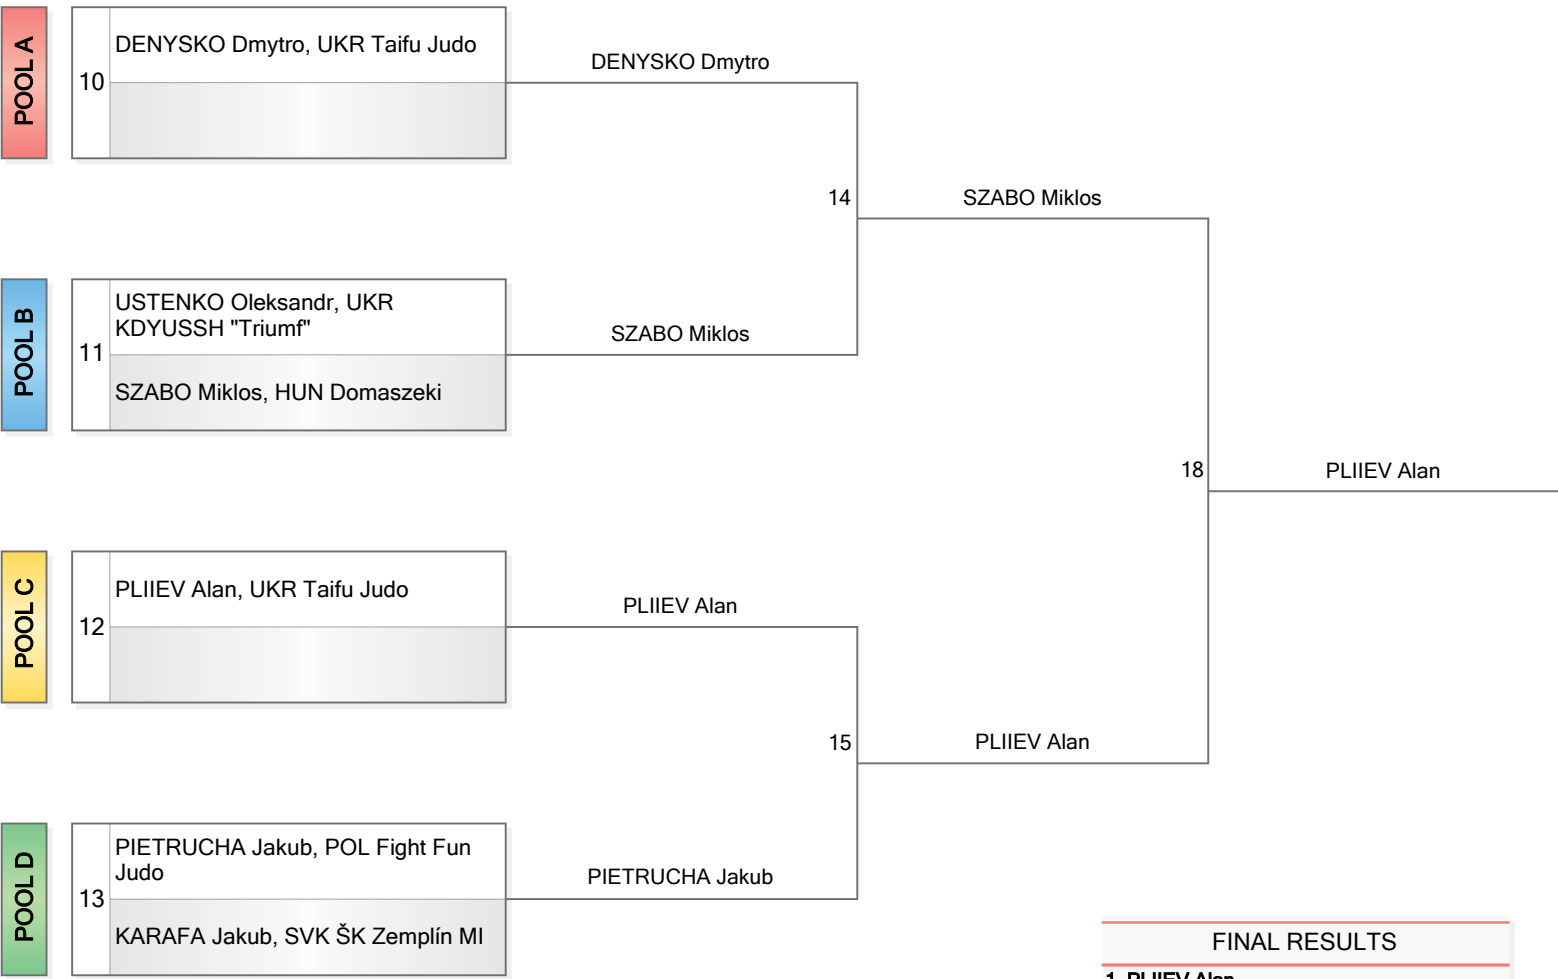 POOL A
10
DENYSKO Dmytro, UKR Taifu Judo
DENYSKO Dmytro
14
SZABO Miklos
POOL B
11
USTENKO Oleksandr, UKR
KDYUSSH "Triumf"
SZABO Miklos, HUN Domaszeki
SZABO Miklos
18
PLIIEV Alan
POOL C
12
PLIIEV Alan, UKR Taifu Judo
PLIIEV Alan
15
PLIIEV Alan
POOL D
13
PIETRUCHA Jakub, POL Fight Fun
Judo
KARAFA Jakub, SVK ŠK Zemplín MI
PIETRUCHA Jakub
FINAL RESULTS
1. PLIIEV Alan